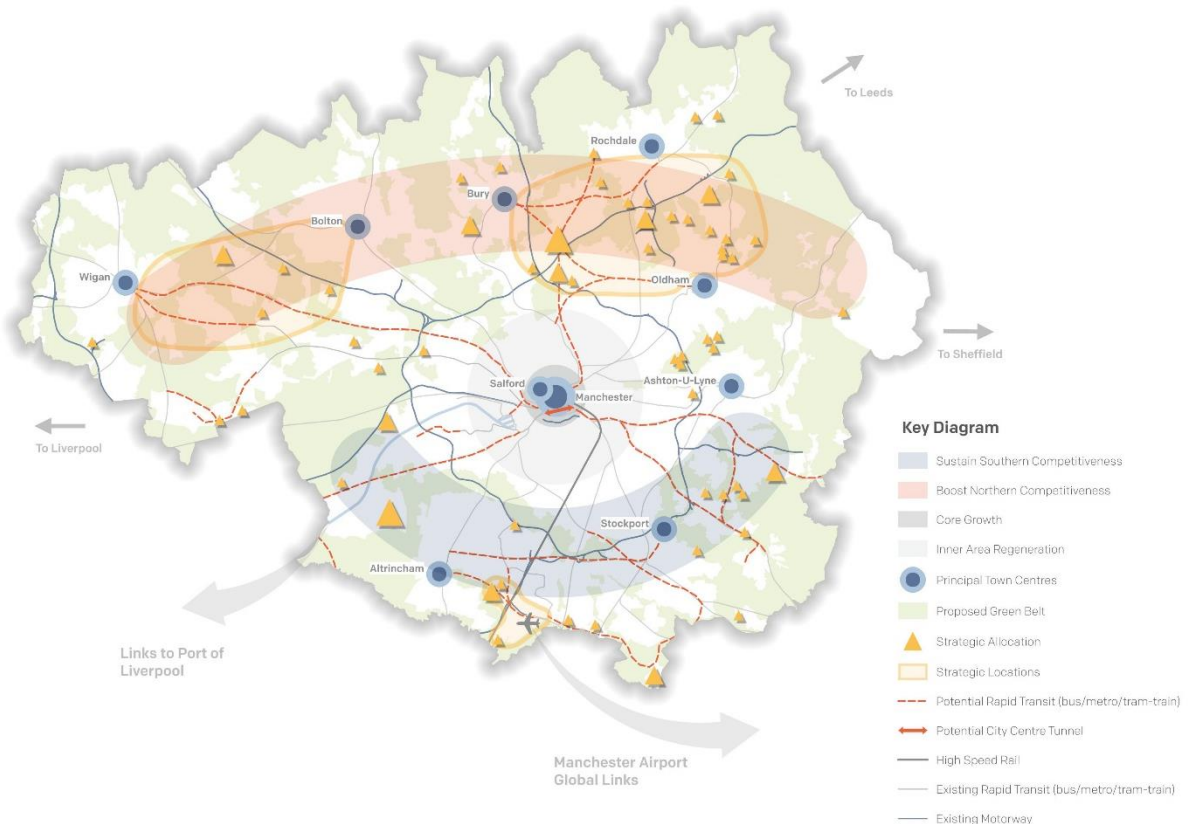 To Leeds
Rochdale
Bury
Bolton
Wigan
Oldham
To Sheffield
Salford
Manchester
Ashton-U-Lyne
To Liverpool
Stockport
Altrincham
Links to Port of
Liverpool
Manchester Airport
Global Links
Key Diagram
Sustain Southern Competitiveness
Boost Northern Competitiveness
Core Growth
Inner Area Regeneration
Principal Town Centres
Proposed Green Belt
Strategic Allocation
Strategic Locations
Potential Rapid Transit (bus/metro/tram-train)
Potential City Centre Tunnel
High Speed Rail
Existing Rapid Transit (bus/metro/tram-train)
Existing Motorway